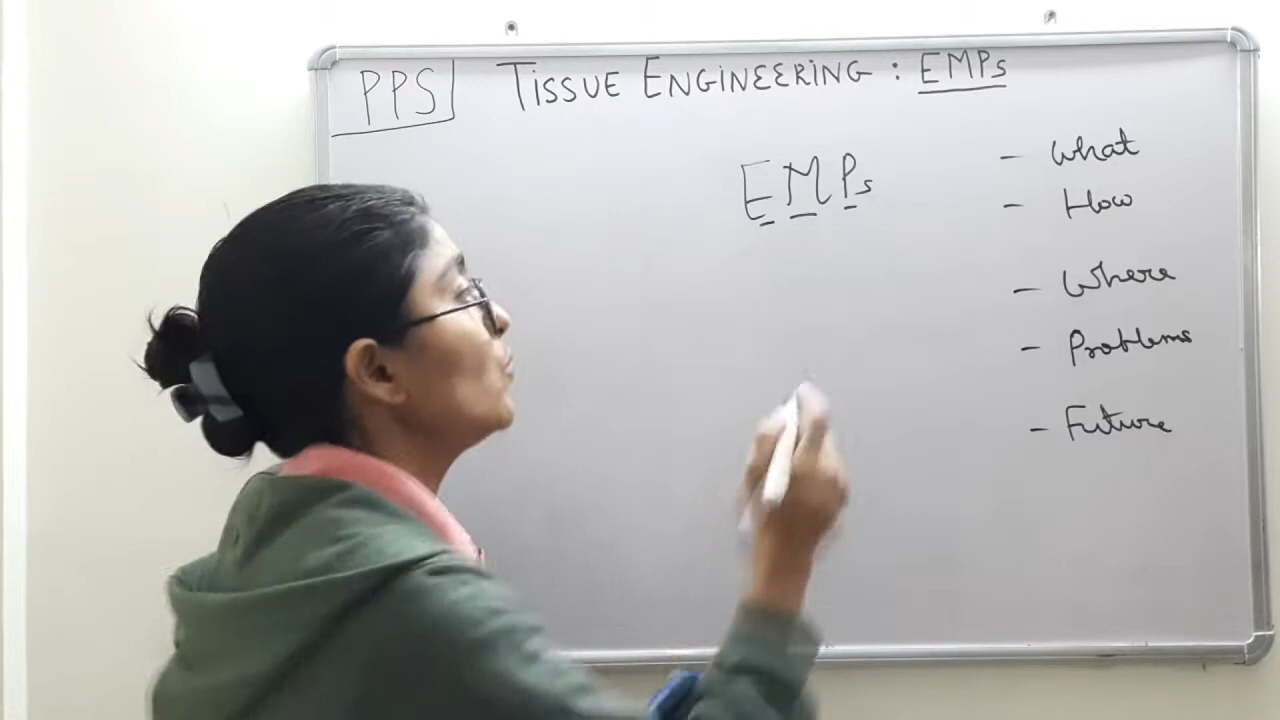 PPS
TISSUE ENGINEERING : EMPs
EMPs
- What
- How
- Where
- Problems
- Future